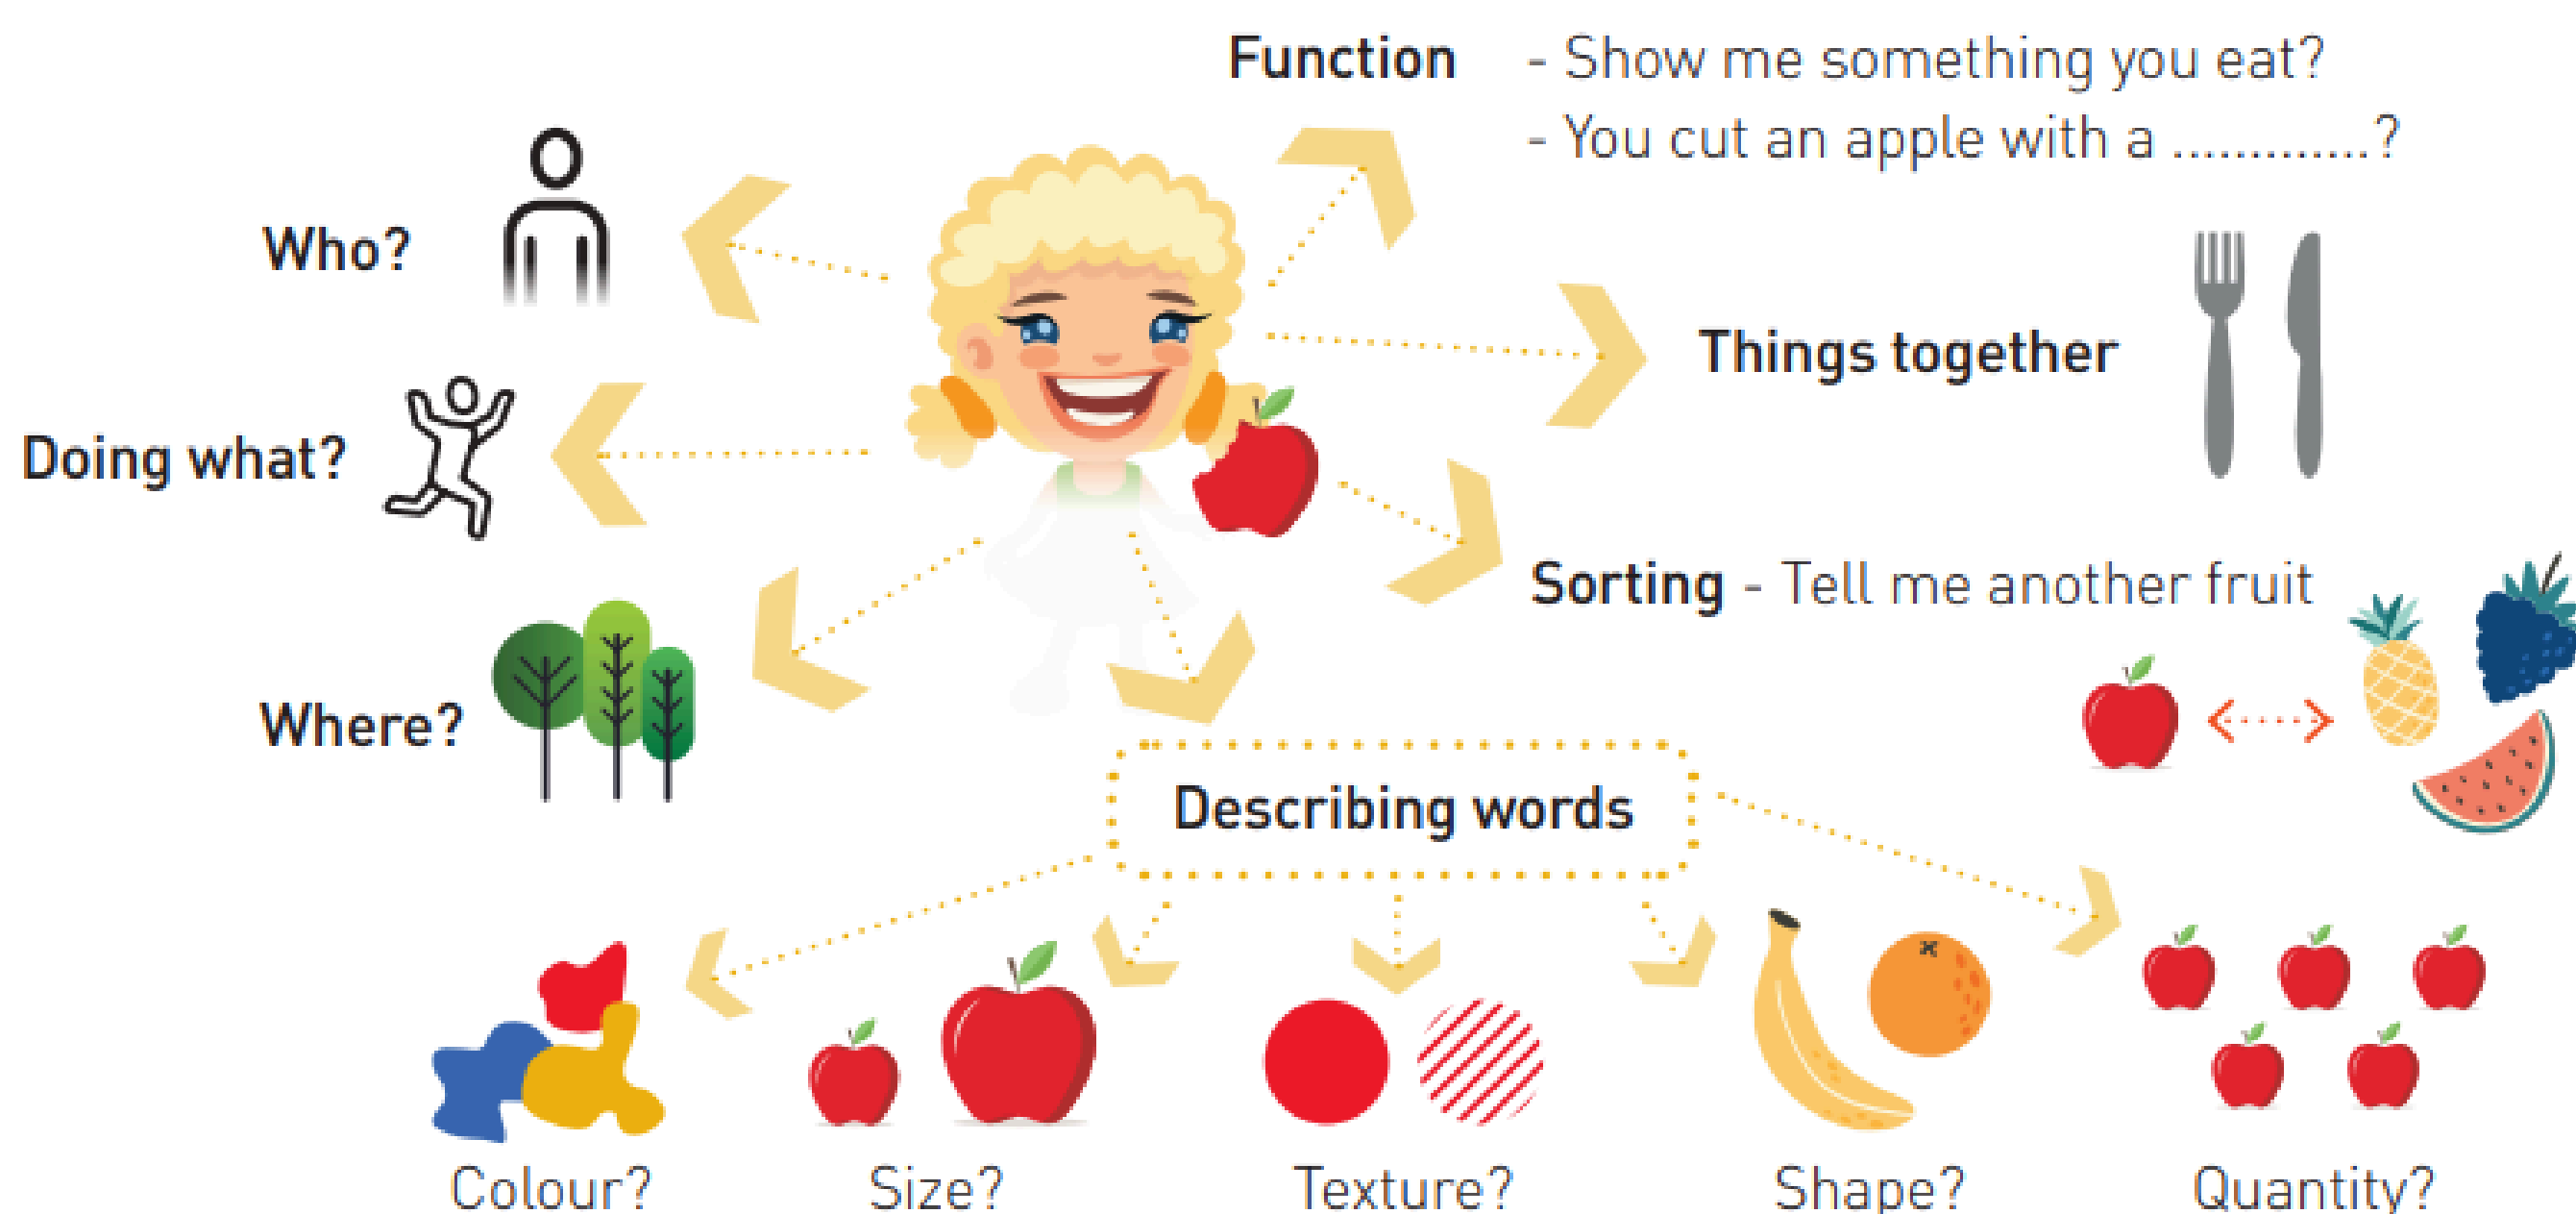 Function - Show me something you eat?
- You cut an apple with a .............?
Who?
Things together
Doing what?
Sorting - Tell me another fruit
Where?
Describing words
Colour?
Size?
Texture?
Shape?
Quantity?